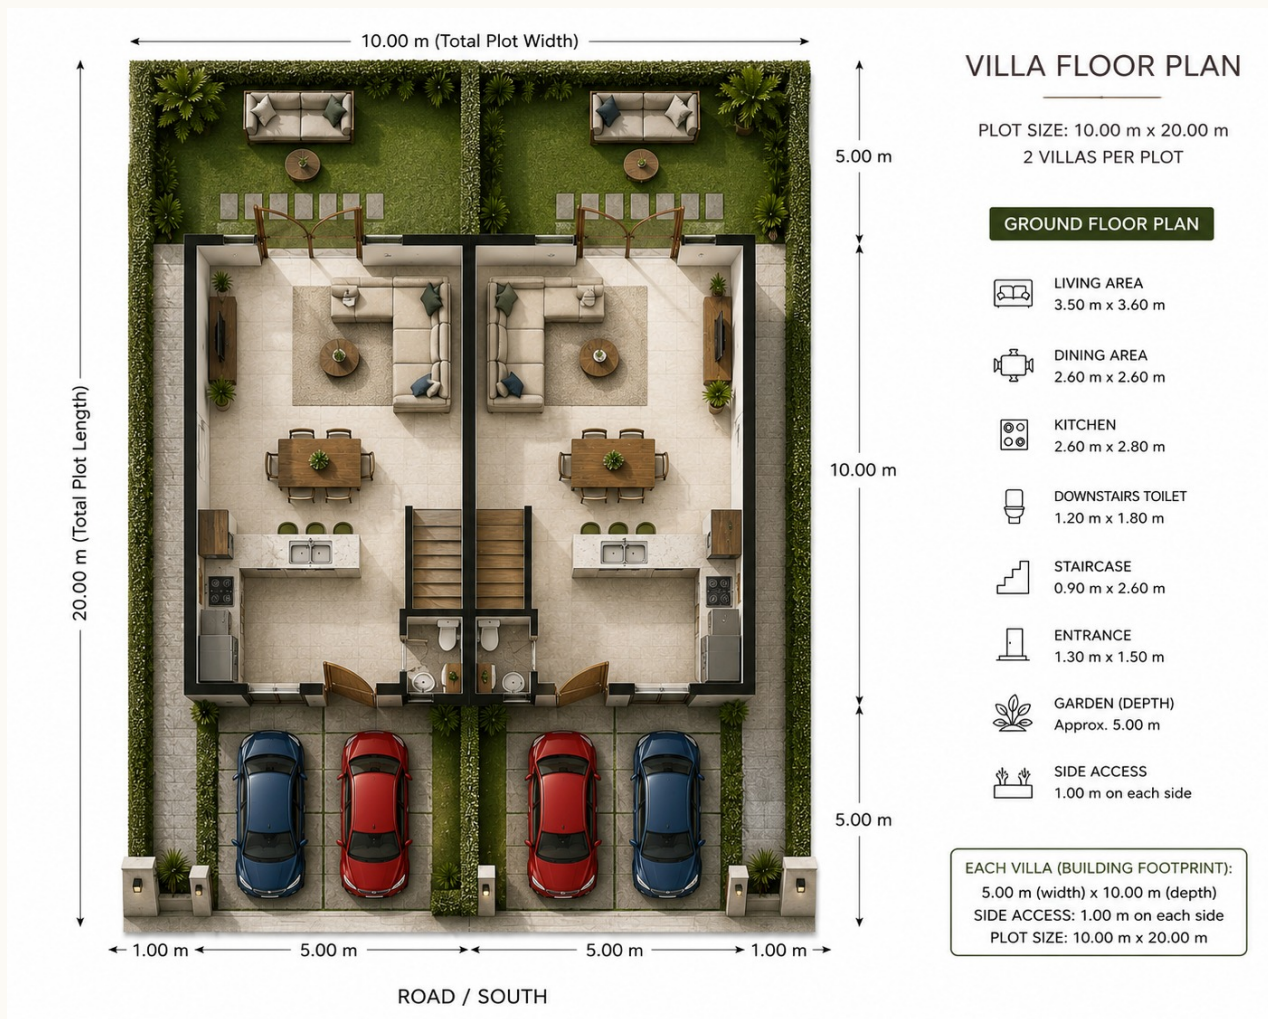 10.00 m (Total Plot Width)
20.00 m (Total Plot Length)
5.00 m
10.00 m
5.00 m
1.00 m
5.00 m
5.00 m
1.00 m
ROAD / SOUTH
VILLA FLOOR PLAN
PLOT SIZE: 10.00 m x 20.00 m
2 VILLAS PER PLOT
GROUND FLOOR PLAN
LIVING AREA
3.50 m x 3.60 m
DINING AREA
2.60 m x 2.60 m
KITCHEN
2.60 m x 2.80 m
DOWNSTAIRS TOILET
1.20 m x 1.80 m
STAIRCASE
0.90 m x 2.60 m
ENTRANCE
1.30 m x 1.50 m
GARDEN (DEPTH)
Approx. 5.00 m
SIDE ACCESS
1.00 m on each side
EACH VILLA (BUILDING FOOTPRINT):
5.00 m (width) x 10.00 m (depth)
SIDE ACCESS: 1.00 m on each side
PLOT SIZE: 10.00 m x 20.00 m